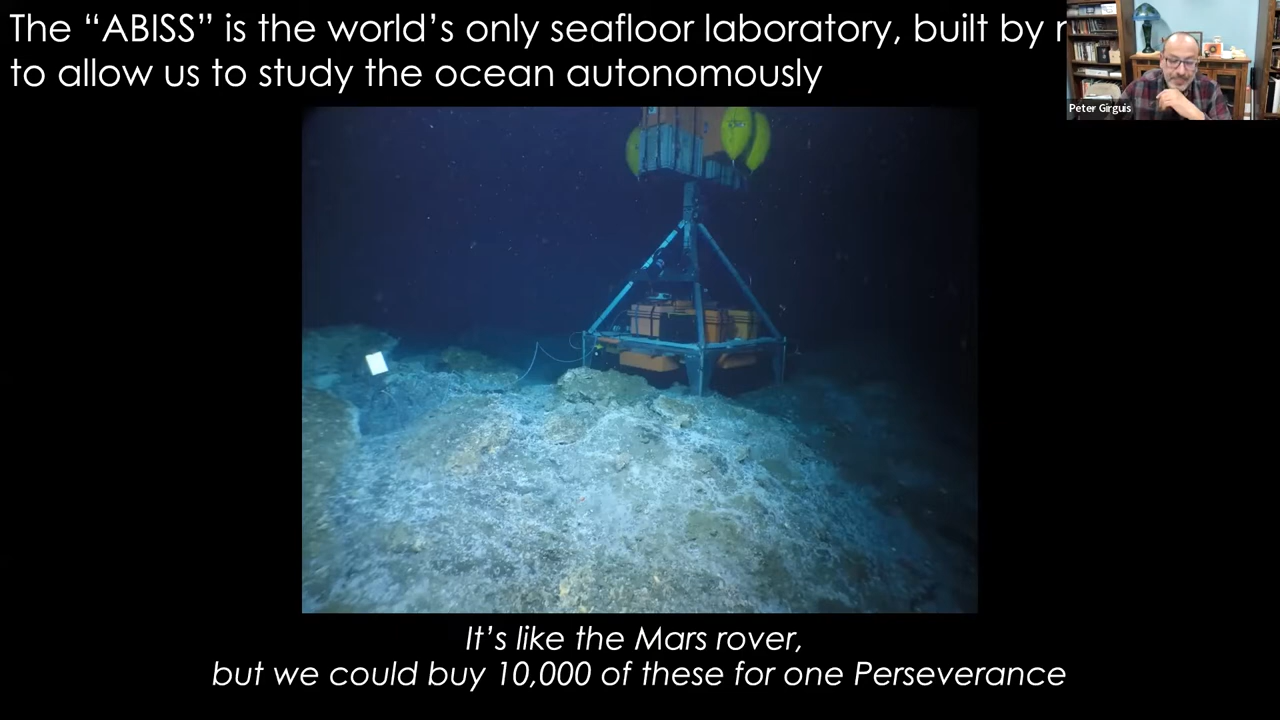 The “ABISS” is the world’s only seafloor laboratory, built by
to allow us to study the ocean autonomously
Peter Girguis
It’s like the Mars rover,
but we could buy 10,000 of these for one Perseverance